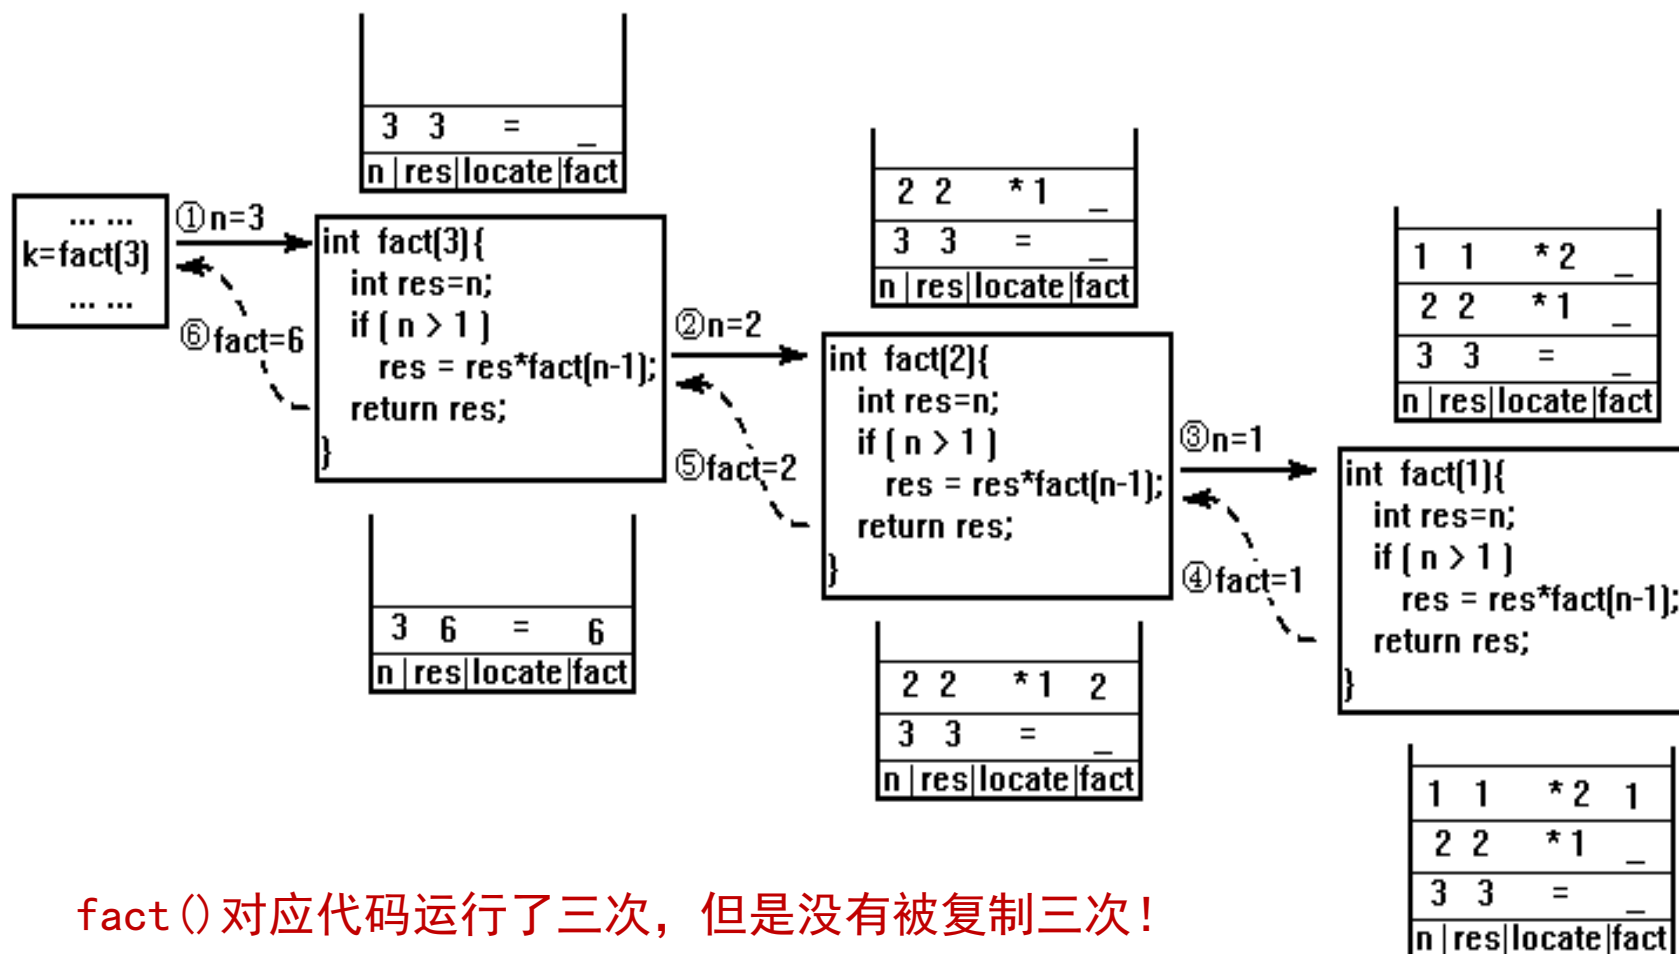 ... ...
k=fact(3)
... ...
①n=3
⑥fact=6
3 3 = _
n |res|locate|fact
int fact(3){
int res=n;
if ( n > 1 )
res = res*fact(n-1);
return res;
}
3 6 = 6
n |res|locate|fact
②n=2
⑤fact=2
2 2 * 1 _
3 3 = _
n |res|locate|fact
int fact(2){
int res=n;
if ( n > 1 )
res = res*fact(n-1);
return res;
}
2 2 * 1 2
3 3 = _
n |res|locate|fact
③n=1
④fact=1
1 1 * 2 _
2 2 * 1 _
3 3 = _
n |res|locate|fact
int fact(1){
int res=n;
if ( n > 1 )
res = res*fact(n-1);
return res;
}
1 1 * 2 1
2 2 * 1 _
3 3 = _
n |res|locate|fact
fact()对应代码运行了三次，但是没有被复制三次!